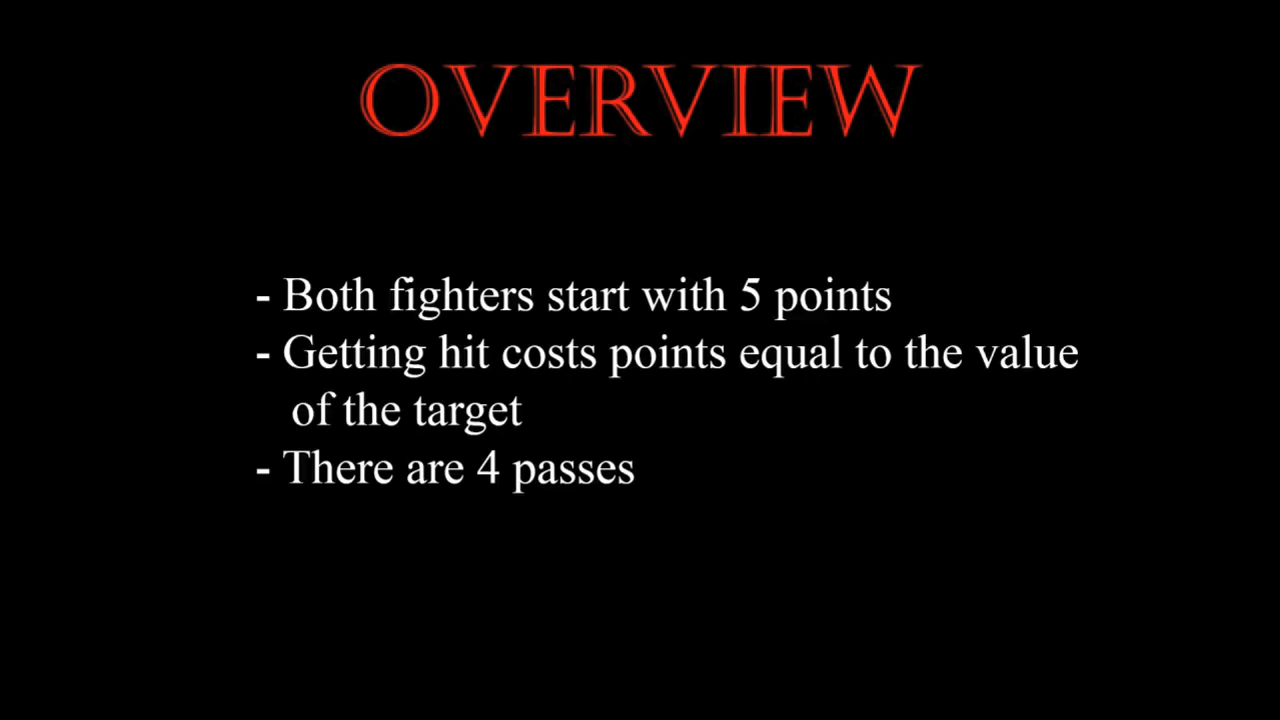 OVERVIEW
- Both fighters start with 5 points
- Getting hit costs points equal to the value
of the target
- There are 4 passes